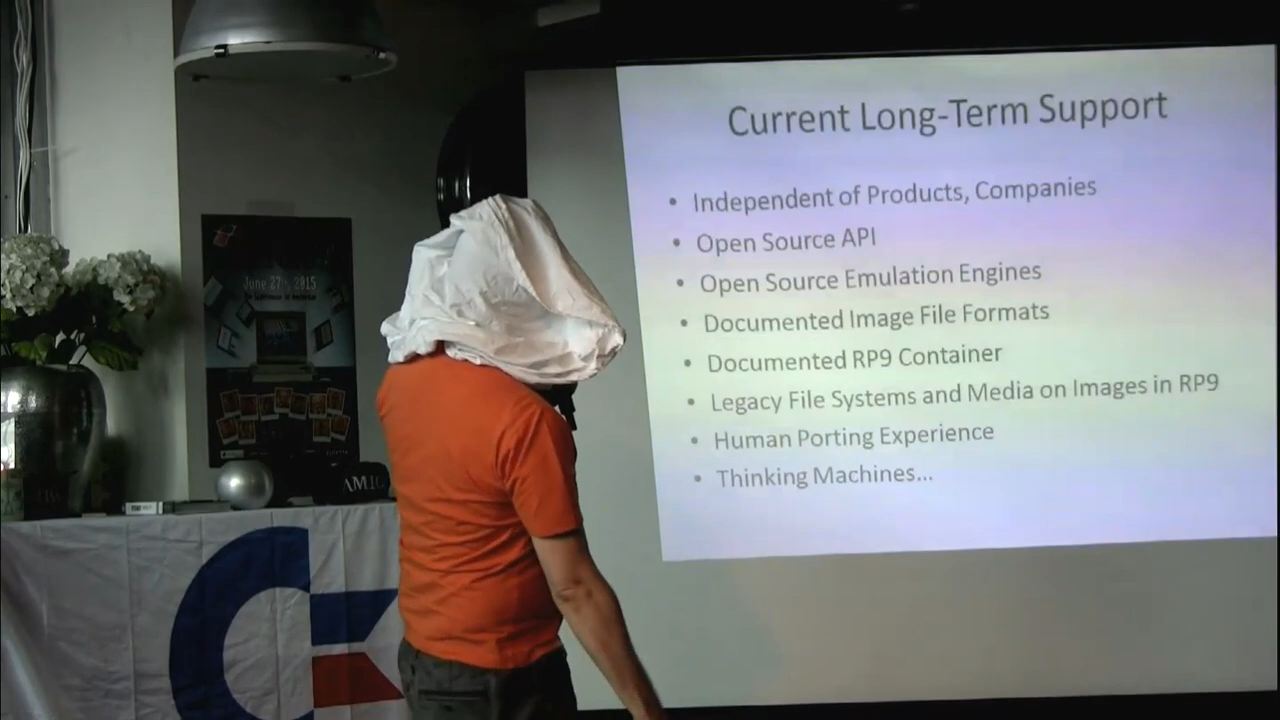 Current Long-Term Support
• Independent of Products, Companies
• Open Source API
• Open Source Emulation Engines
• Documented Image File Formats
• Documented RP9 Container
• Legacy File Systems and Media on Images in RP9
• Human Porting Experience
• Thinking Machines...
June 27, 2015
AMIG